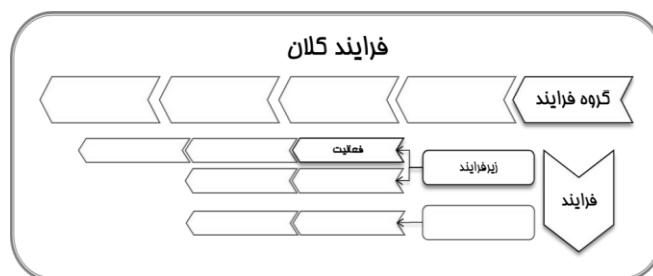 فرایند کلان
گروه فرایند
فعالیت
زیرفرایند
فرایند